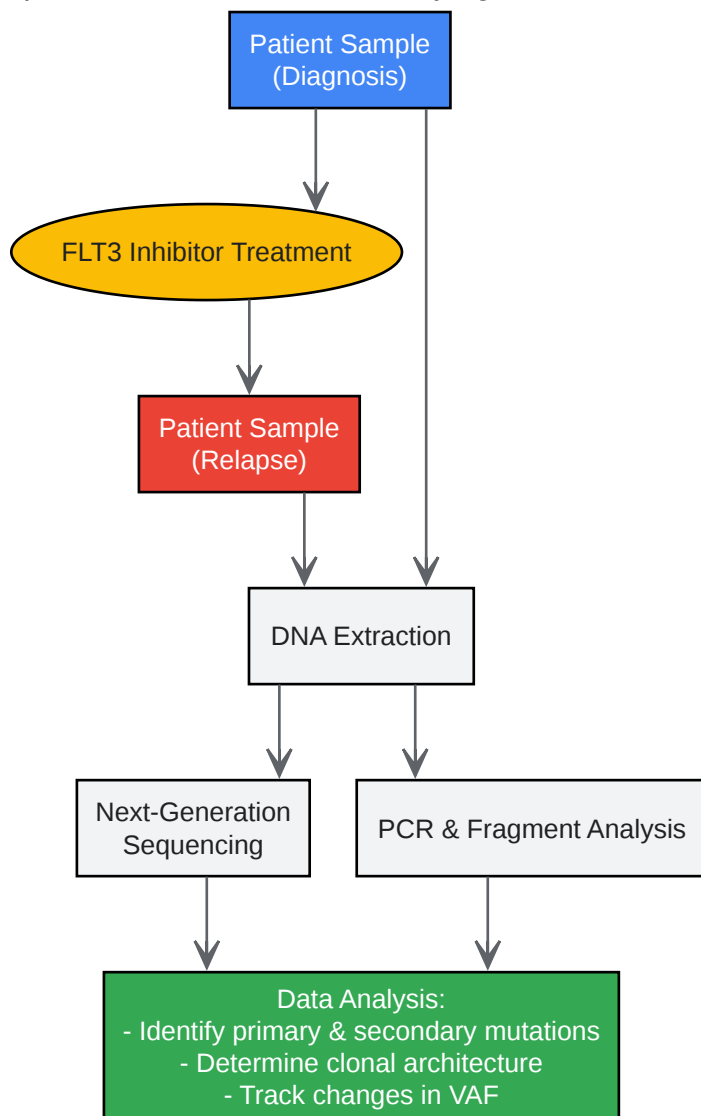 Patient Sample
(Diagnosis)
FLT3 Inhibitor Treatment
Patient Sample
(Relapse)
DNA Extraction
Next-Generation
Sequencing
PCR & Fragment Analysis
Data Analysis:
- Identify primary & secondary mutations
- Determine clonal architecture
- Track changes in VAF